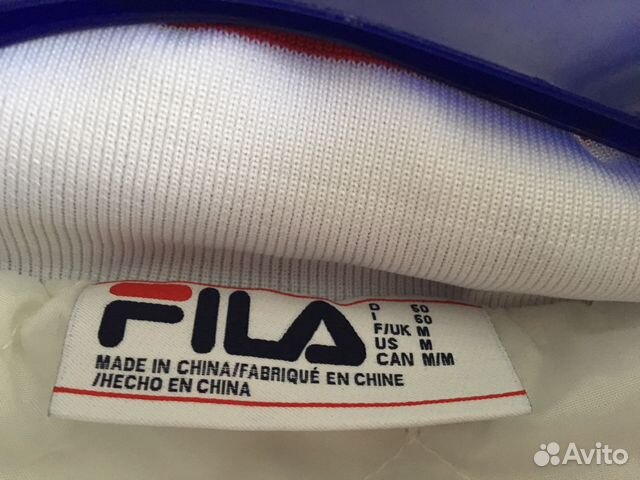 FILA
D 50
I 50
F/UK M
US M
CAN M/M
MADE IN CHINA/FABRIQUÉ EN CHINE
/HECHO EN CHINA
Avito